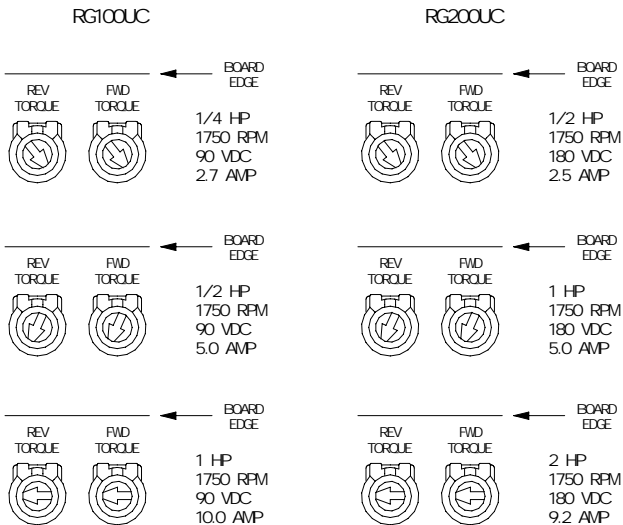 RG100UC
BOARD
EDGE
REV
TORQUE
FWD
TORQUE
1/4 HP
1750 RPM
90 VDC
2.7 AMP
BOARD
EDGE
REV
TORQUE
FWD
TORQUE
1/2 HP
1750 RPM
90 VDC
5.0 AMP
BOARD
EDGE
REV
TORQUE
FWD
TORQUE
1 HP
1750 RPM
90 VDC
10.0 AMP
RG200UC
BOARD
EDGE
REV
TORQUE
FWD
TORQUE
1/2 HP
1750 RPM
180 VDC
2.5 AMP
BOARD
EDGE
REV
TORQUE
FWD
TORQUE
1 HP
1750 RPM
180 VDC
5.0 AMP
BOARD
EDGE
REV
TORQUE
FWD
TORQUE
2 HP
1750 RPM
180 VDC
9.2 AMP